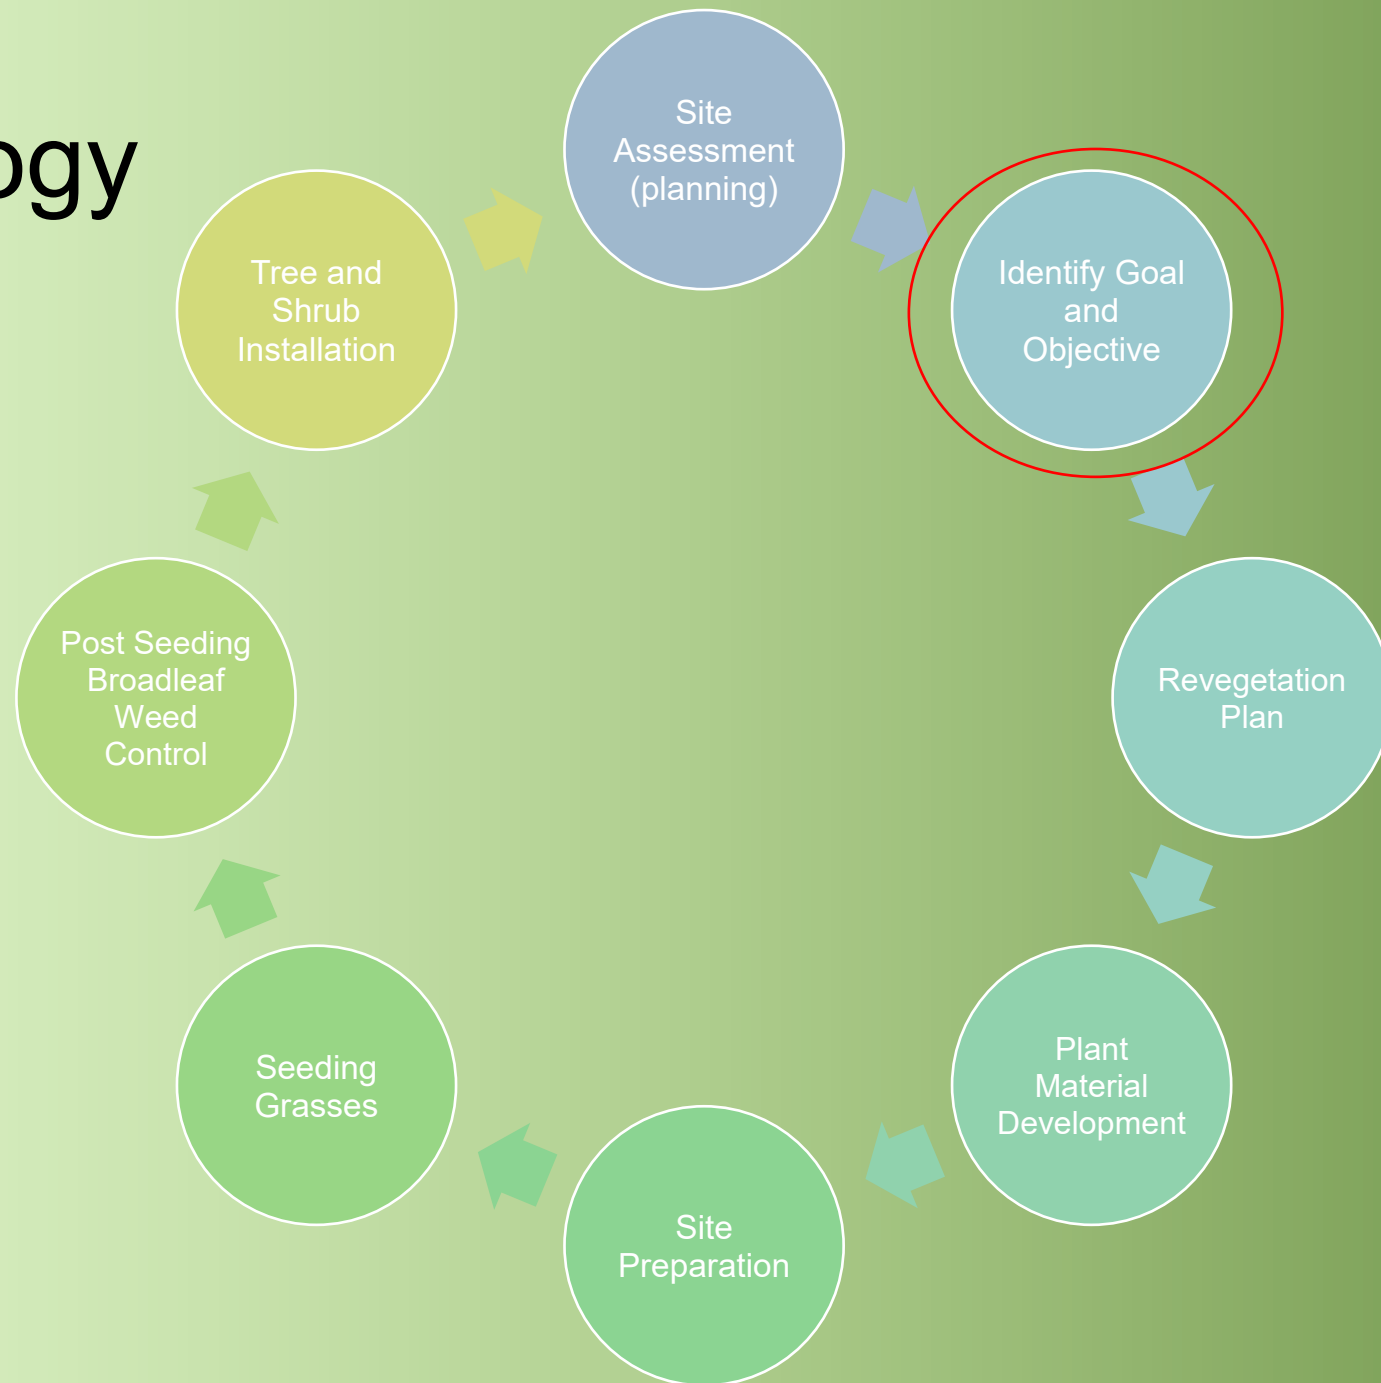 ogy
Site
Assessment
(planning)
Identify Goal
and
Objective
Revegetation
Plan
Plant
Material
Development
Site
Preparation
Seeding
Grasses
Post Seeding
Broadleaf
Weed
Control
Tree and
Shrub
Installation